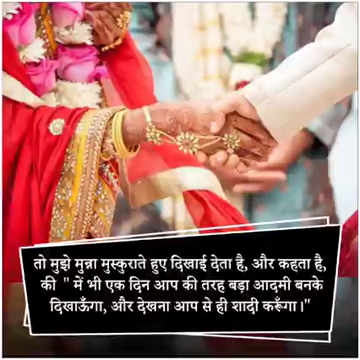 तो मुझे मुन्ना मुस्कुराते हुए दिखाई देता है, और कहता है,
की " में भी एक दिन आप की तरह बड़ा आदमी बनके
दिखाऊँगा, और देखना आप से ही शादी करूँगा।"